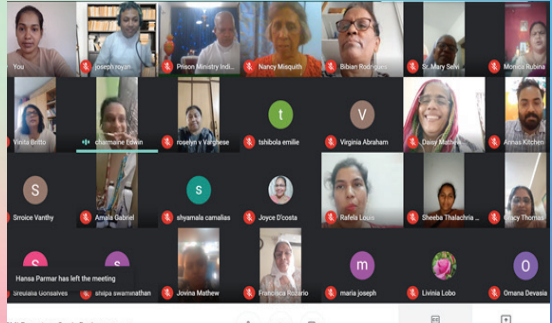 You
joseph royan
Prison Ministry Indi...
Nancy Misquith
Bibian Rodrigues
Sr. Mary Selvi
Monica Rubina
Vinita Britto
charmaine Edwin
roselyn v Varghese
t
tahibola emilie
V
Virginia Abraham
Daisy Mathew
Annas Kitchen
S
Srroice Vanthy
Amala Gabriel
s
shyamala camalias
Joyce D'costa
Rafela Louis
Sheeba Thalachria ...
Thomas
Hansa Parmar has left the meeting
Gonsalves
s
shilpa swaminathan
Jovina Mathew
Francisca Rozario
m
maria joseph
Livinia Lobo
O
Omana Devasia